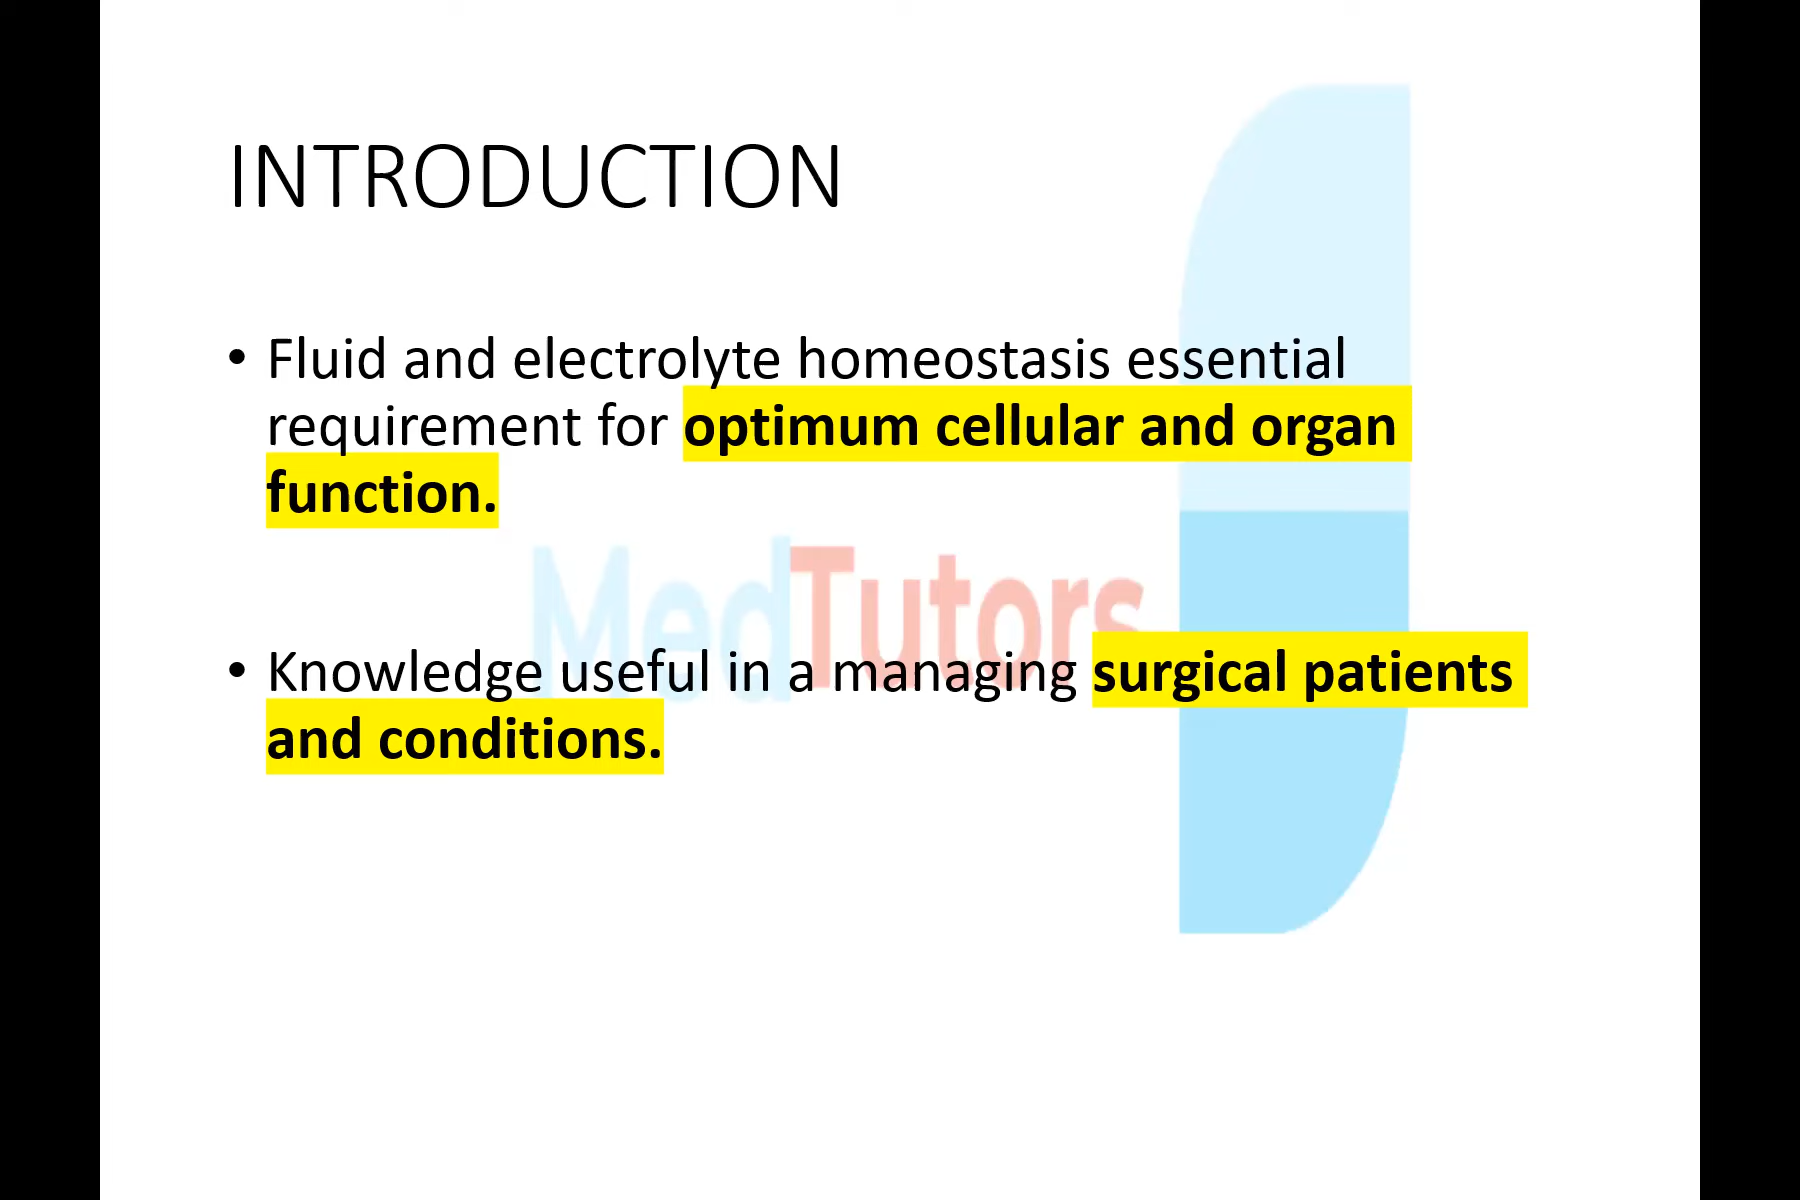 INTRODUCTION
• Fluid and electrolyte homeostasis essential
requirement for optimum cellular and organ
function.
MedTutors
• Knowledge useful in a managing surgical patients
and conditions.